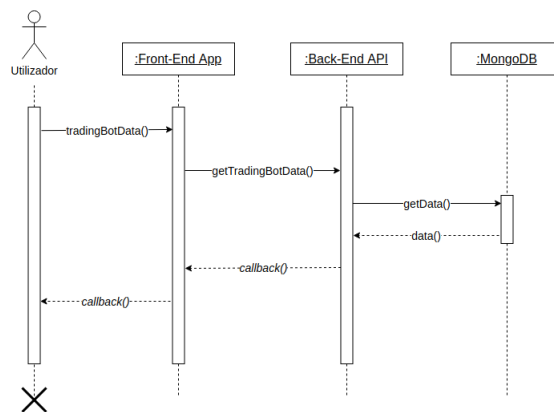 :Front-End App
:Back-End API
:MongoDB
Utilizador
tradingBotData()
getTradingBotData()
getData()
data()
callback()
callback()